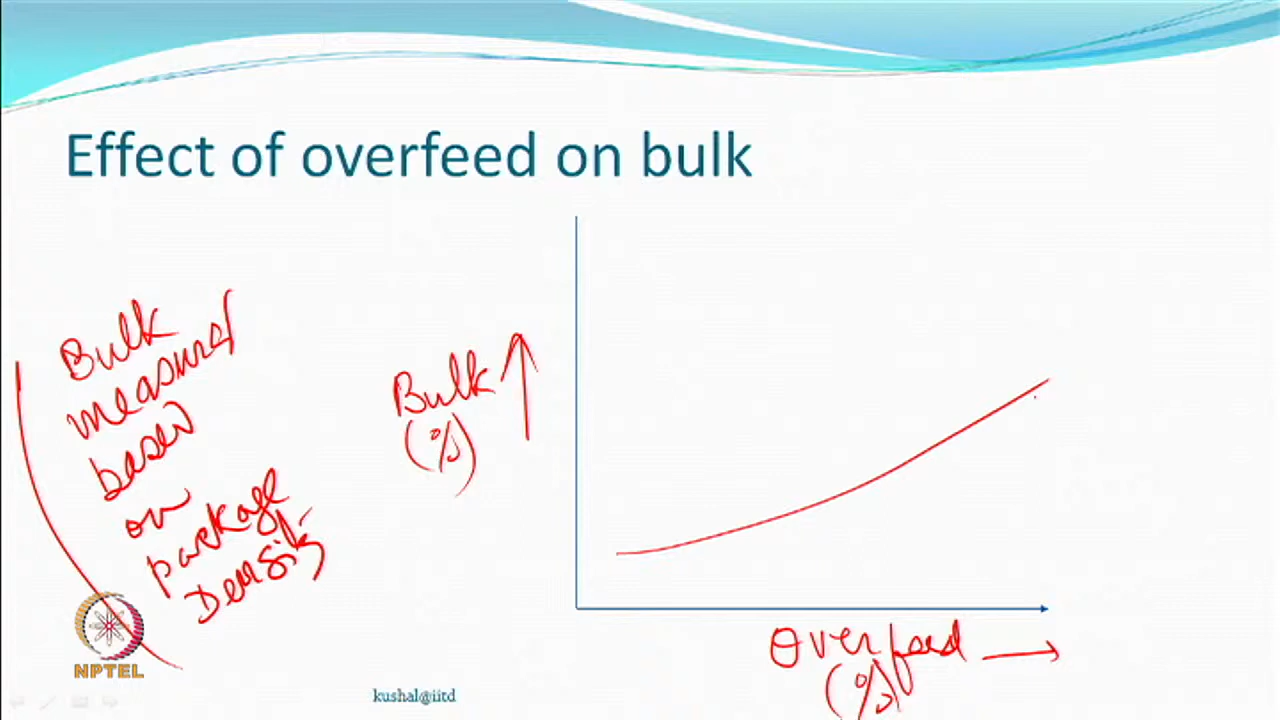 Effect of overfeed on bulk
Bulk
measured
based
on
package
Density
Bulk
(%)
Overfeed
(%)
NPTEL
kushal@iitd